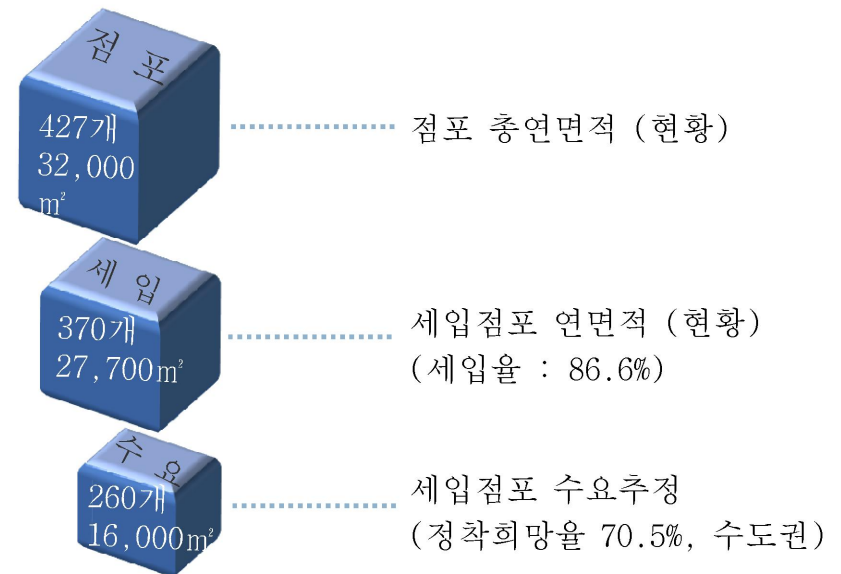 점 포
427개
32,000
m²
점포 총연면적 (현황)
세 입
370개
27,700m²
세입점포 연면적 (현황)
(세입율 : 86.6%)
수 요
260개
16,000m²
세입점포 수요추정
(정착희망율 70.5%, 수도권)